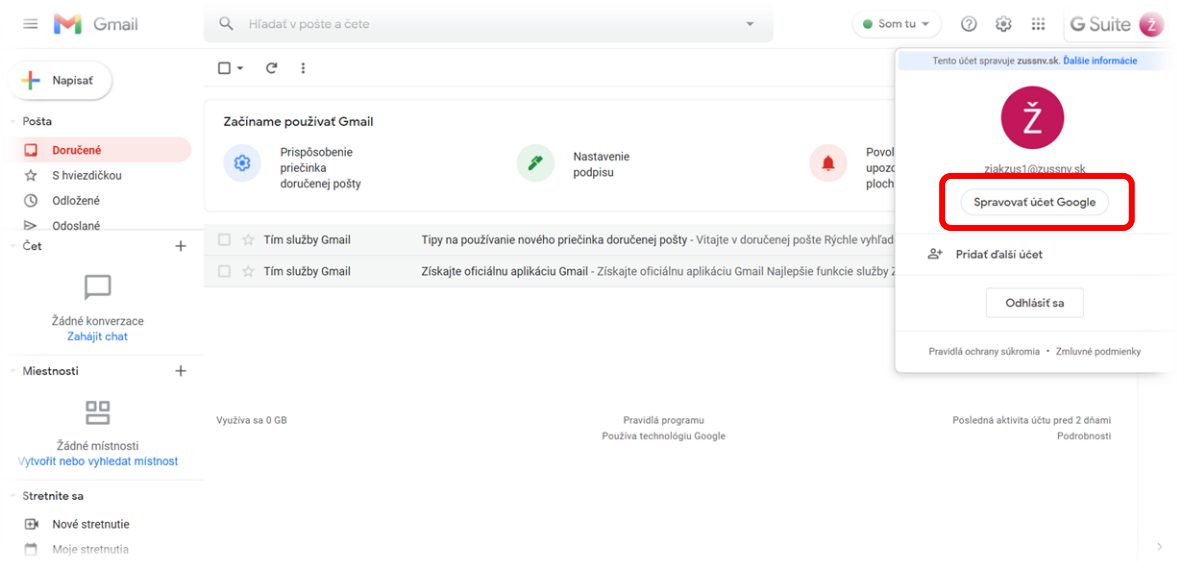 Gmail
Hľadať v pošte a čete
Som tu
G Suite
Ž
Napísať
Pošta
Doručené
S hviezdičkou
Odložené
Odoslané
Čet
Žádné konverzace
Zahájit chat
Miestnosti
Žádné místnosti
Vytvořit nebo vyhledat místnost
Stretnite sa
Nové stretnutie
Moje stretnutia
Začíname používať Gmail
Prispôsobenie
priečinka
doručenej pošty
Nastavenie
podpisu
Povol
upozo
ploch
Tím služby Gmail
Tipy na používanie nového priečinka doručenej pošty - Vitajte v doručenej pošte Rýchle vyhľad
Tím služby Gmail
Získajte oficiálnu aplikáciu Gmail - Získajte oficiálnu aplikáciu Gmail Najlepšie funkcie služby
Využíva sa 0 GB
Pravidlá programu
Používa technológiu Google
Posledná aktivita účtu pred 2 dňami
Podrobnosti
Tento účet spravuje zussnv.sk. Ďalšie informácie
Ž
ziakzus1@zussnv.sk
Spravovať účet Google
Pridať ďalší účet
Odhlásiť sa
Pravidlá ochrany súkromia • Zmluvné podmienky